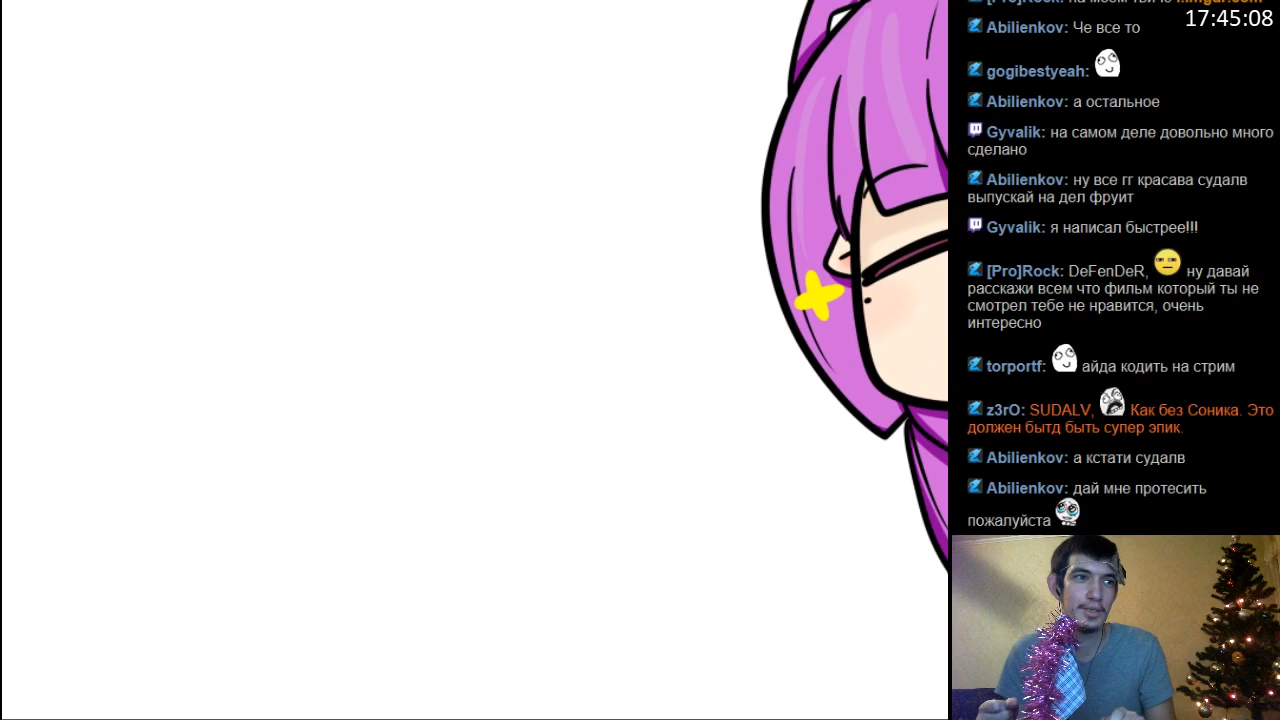 17:45:08
Abilienkov: Че все то
gogibestyeah:
Abilienkov: а остальное
Gyvalik: на самом деле довольно много
сделано
Abilienkov: ну все гг красава судалв
выпускай на дел фруит
Gyvalik: я написал быстрее!!!
[Pro]Rock: DeFenDeR, ну давай
расскажи всем что фильм который ты не
смотрел тебе не нравится, очень
интересно
torportf: айда кодить на стрим
z3rO: SUDALV, Как без Соника. Это
должен бытд быть супер эпик.
Abilienkov: а кстати судалв
Abilienkov: дай мне протесить
пожалуйста